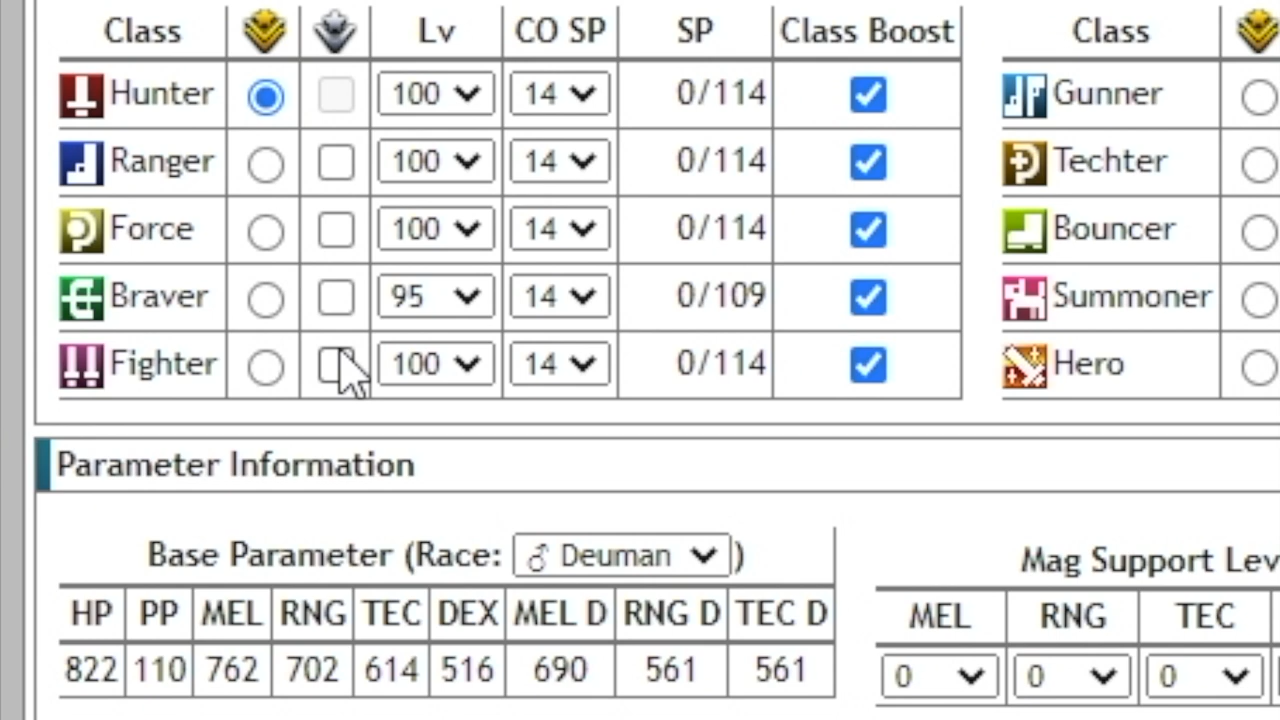 Class Lv CO SP SP Class Boost Class
Hunter 100 14 0/114 Gunner
Ranger 100 14 0/114 Techter
Force 100 14 0/114 Bouncer
Braver 95 14 0/109 Summoner
Fighter 100 14 0/114 Hero
Parameter Information
Base Parameter (Race: ♂ Deuman ) Mag Support Lev
HP PP MEL RNG TEC DEX MEL D RNG D TEC D MEL RNG TEC
822 110 762 702 614 516 690 561 561 0 0 0